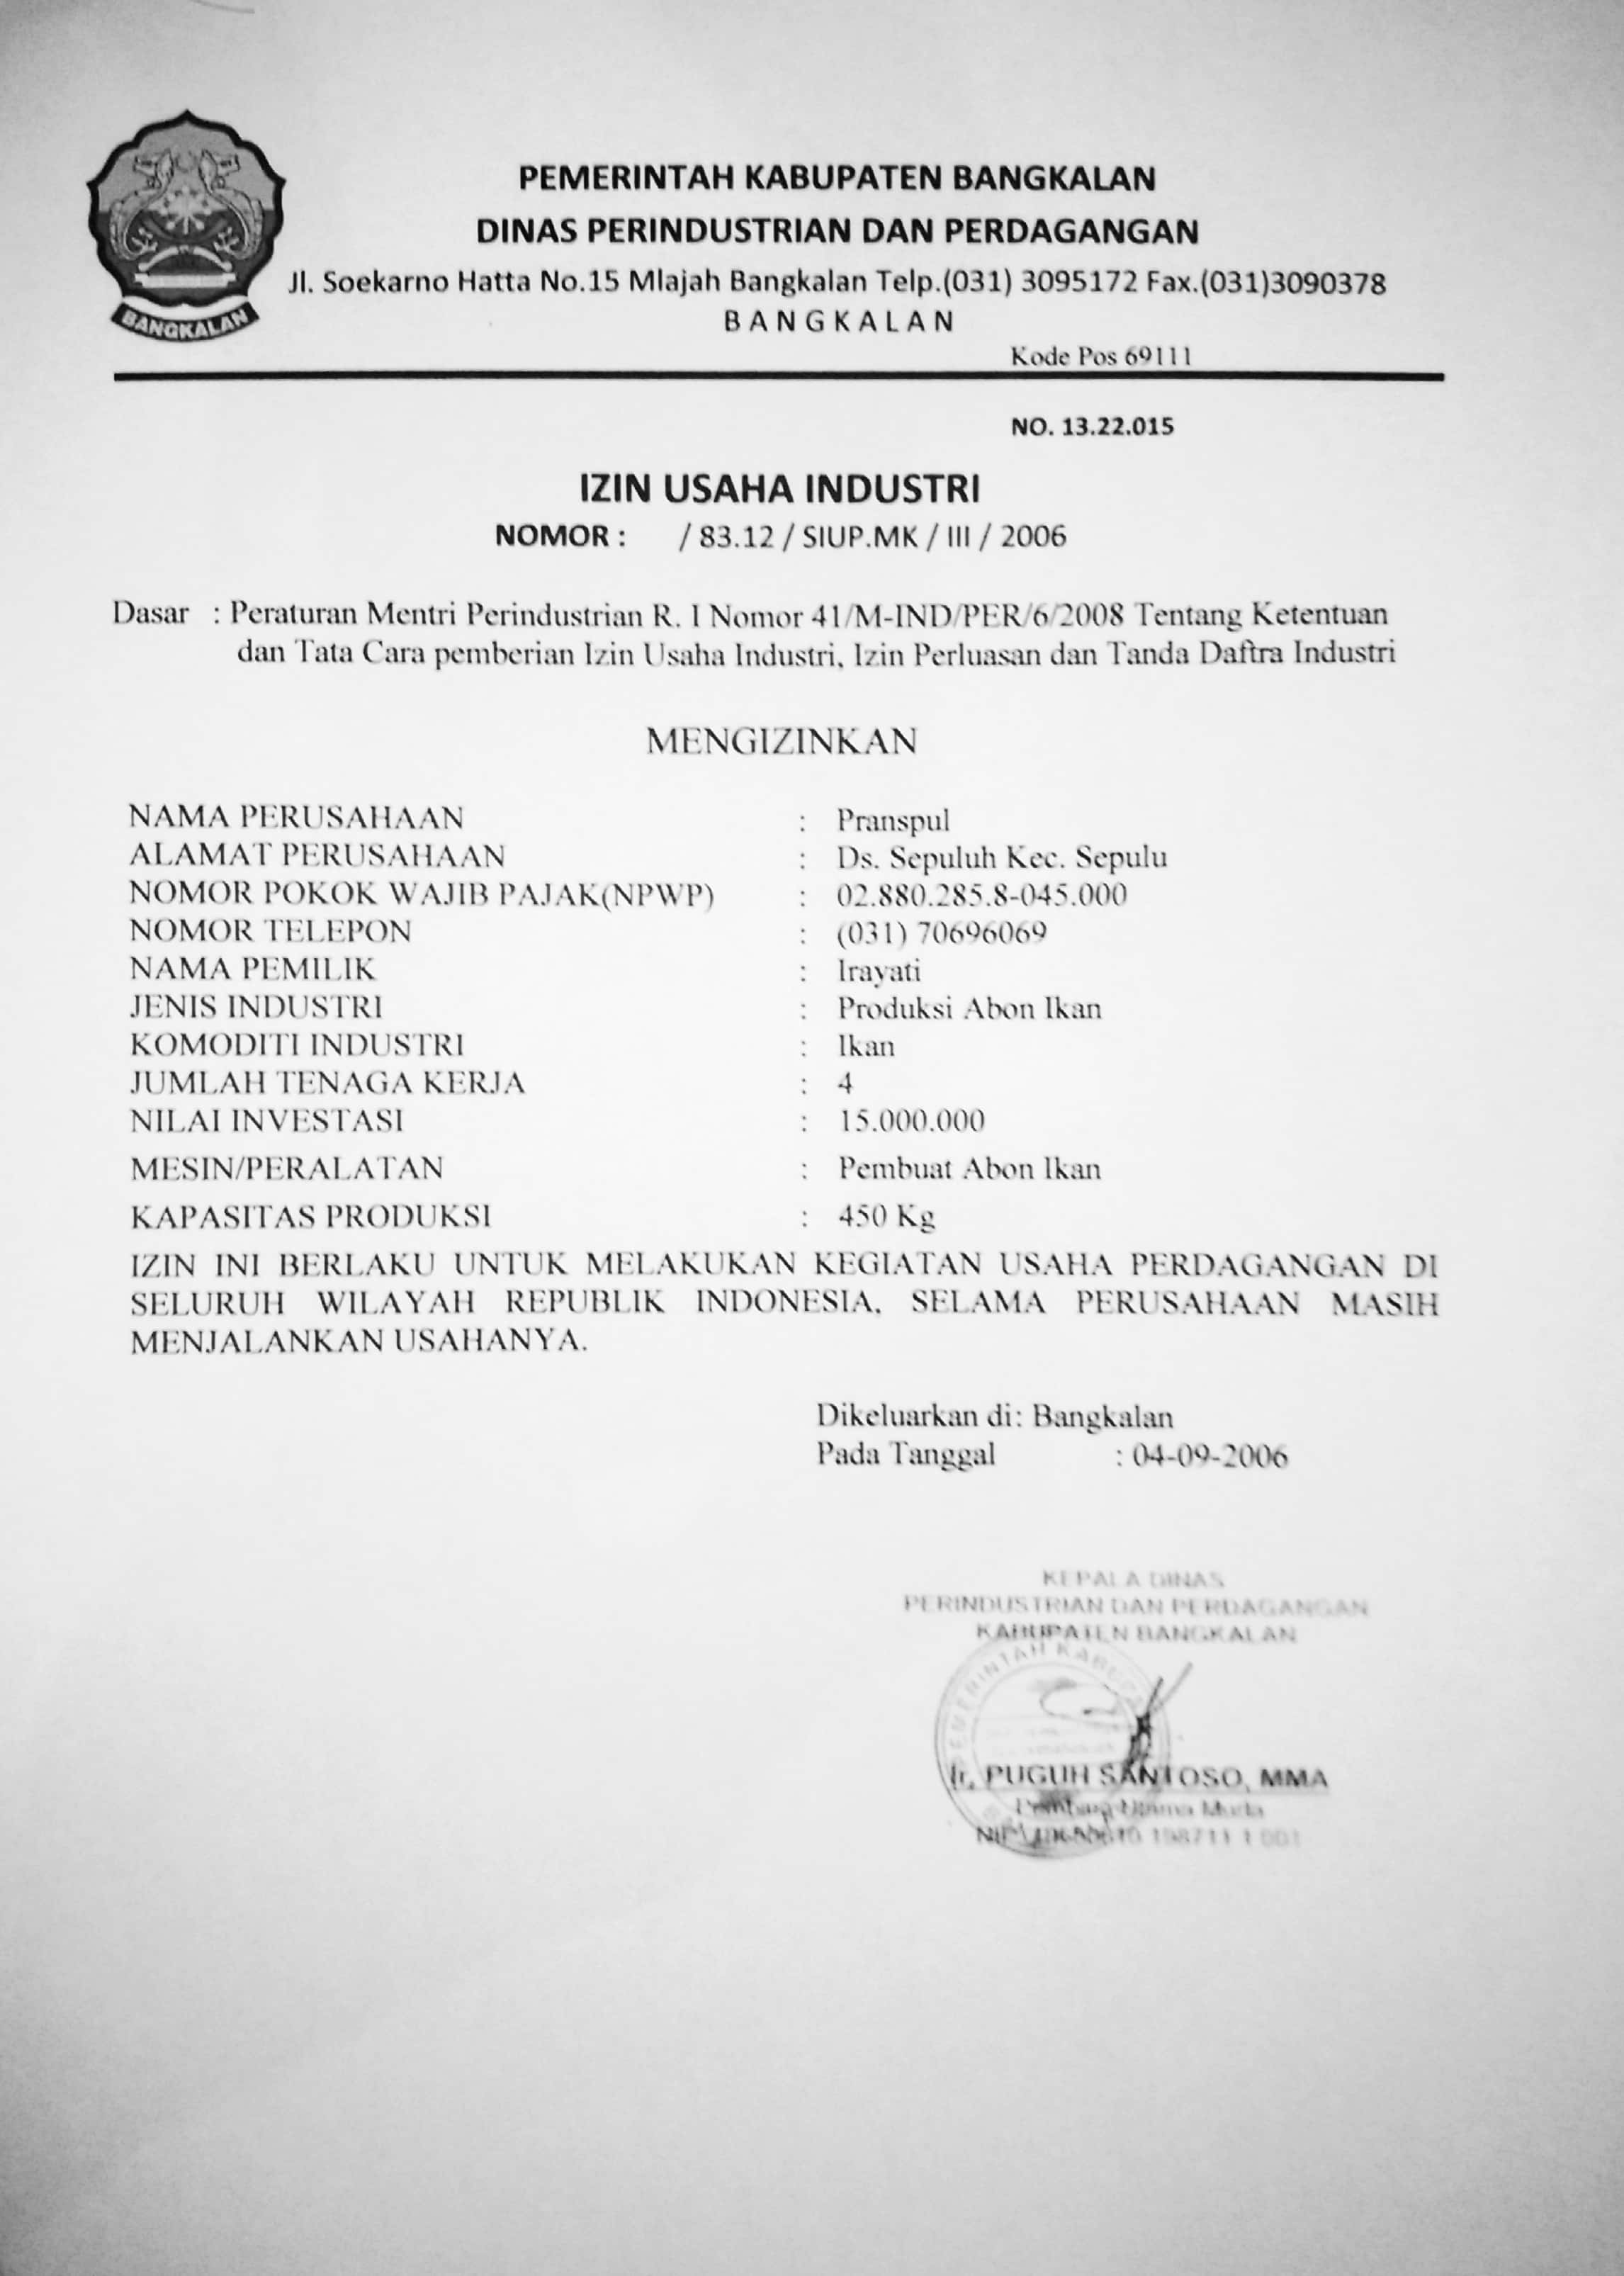 PEMERINTAH KABUPATEN BANGKALAN
DINAS PERINDUSTRIAN DAN PERDAGANGAN
Jl. Soekarno Hatta No.15 Mlajah Bangkalan Telp.(031) 3095172 Fax.(031)3090378
BANGKALAN
BANGKALAN
Kode Pos 69111
NO. 13.22.015
IZIN USAHA INDUSTRI
NOMOR : / 83.12 / SIUP.MK / III / 2006
Dasar : Peraturan Mentri Perindustrian R. I Nomor 41/M-IND/PER/6/2008 Tentang Ketentuan
dan Tata Cara pemberian Izin Usaha Industri, Izin Perluasan dan Tanda Daftra Industri
MENGIZINKAN
NAMA PERUSAHAAN : Pranspul
ALAMAT PERUSAHAAN : Ds. Sepuluh Kec. Sepulu
NOMOR POKOK WAJIB PAJAK(NPWP) : 02.880.285.8-045.000
NOMOR TELEPON : (031) 70696069
NAMA PEMILIK : Irayati
JENIS INDUSTRI : Produksi Abon Ikan
KOMODITI INDUSTRI : Ikan
JUMLAH TENAGA KERJA : 4
NILAI INVESTASI : 15.000.000
MESIN/PERALATAN : Pembuat Abon Ikan
KAPASITAS PRODUKSI : 450 Kg
IZIN INI BERLAKU UNTUK MELAKUKAN KEGIATAN USAHA PERDAGANGAN DI
SELURUH WILAYAH REPUBLIK INDONESIA, SELAMA PERUSAHAAN MASIH
MENJALANKAN USAHANYA.
Dikeluarkan di: Bangkalan
Pada Tanggal : 04-09-2006
KEPALA DINAS
PERINDUSTRIAN DAN PERDAGANGAN
KABUPATEN BANGKALAN
PEMERINTAH
Ir. PUGUH SANTOSO, MMA
Utama Muda
NIP